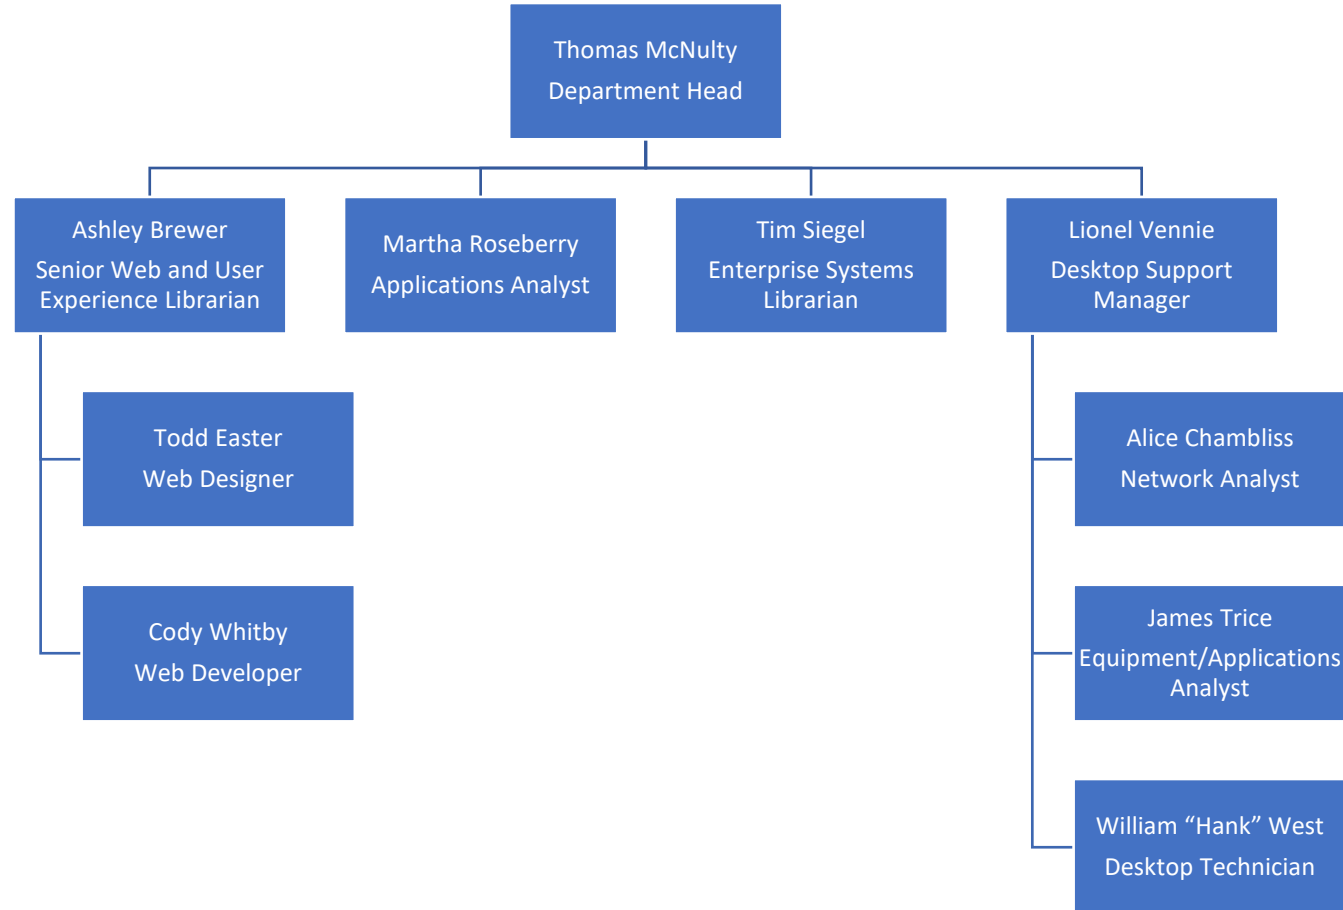 Thomas McNulty
Department Head
Ashley Brewer
Senior Web and User
Experience Librarian
Martha Roseberry
Applications Analyst
Tim Siegel
Enterprise Systems
Librarian
Lionel Vennie
Desktop Support
Manager
Todd Easter
Web Designer
Cody Whitby
Web Developer
Alice Chambliss
Network Analyst
James Trice
Equipment/Applications
Analyst
William “Hank” West
Desktop Technician